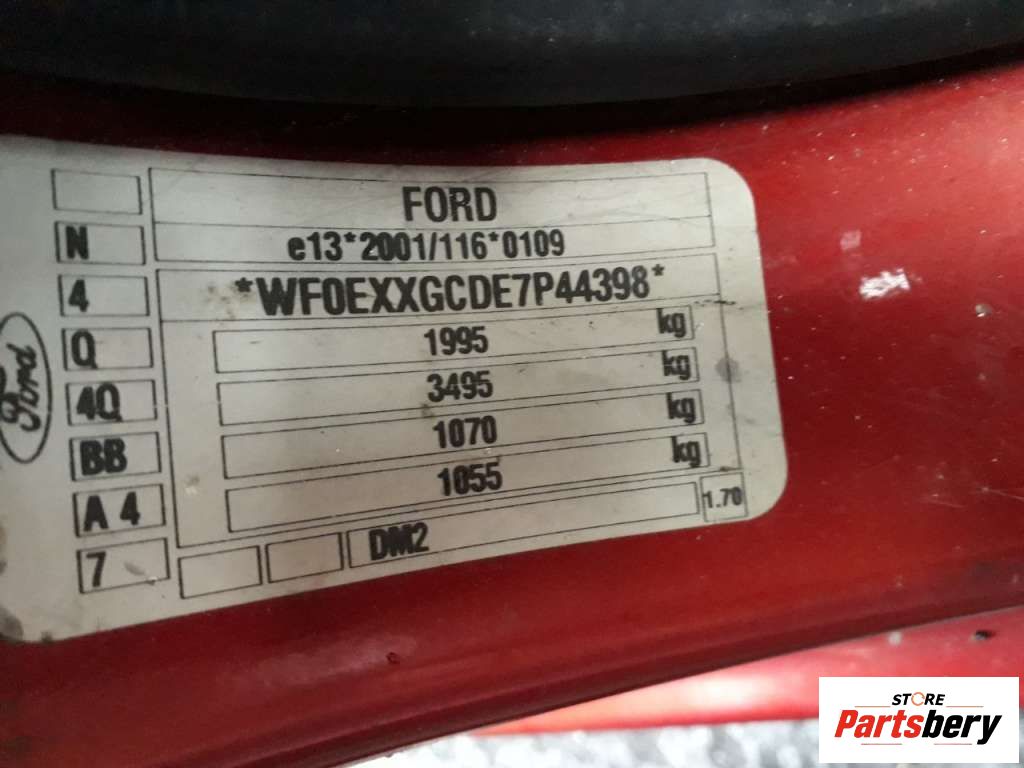 FORD
N
e13*2001/116*0109
4
*WF0EXXGCDE7P44398*
Q
1995 kg
4Q
3495 kg
BB
1070 kg
A 4
1055 kg
7
DM2
1.70
Ford
STORE
Partsbery